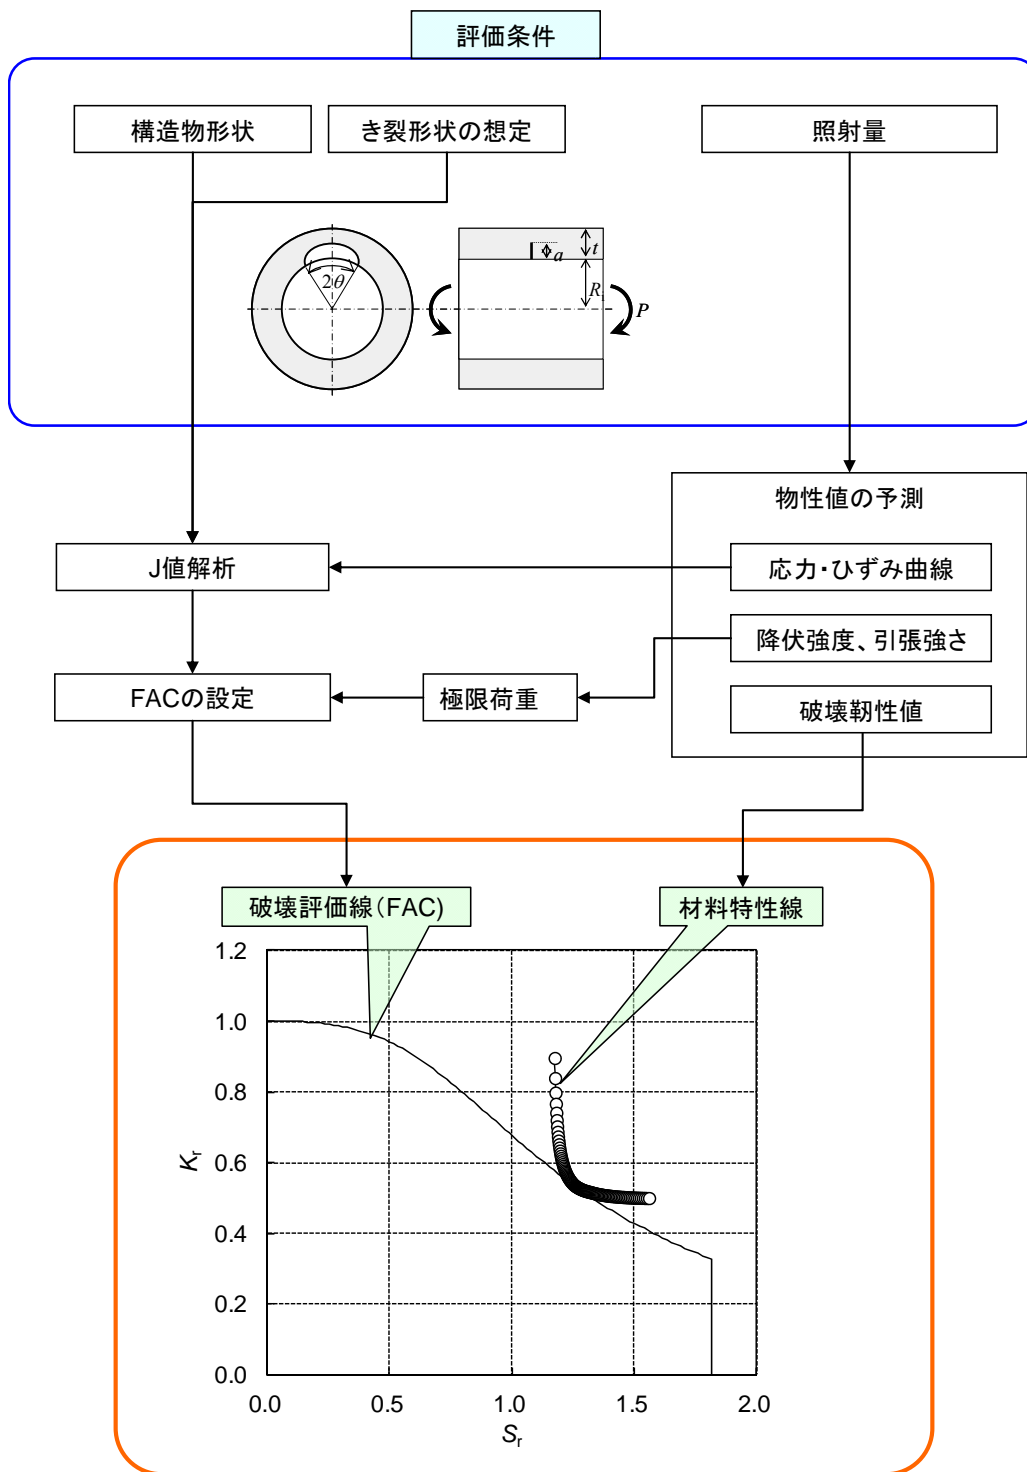 評価条件
構造物形状
き裂形状の想定
照射量
2θ
t
a
Ri
P
物性値の予測
J値解析
応力・ひずみ曲線
降伏強度、引張強さ
FACの設定
極限荷重
破壊靭性値
破壊評価線(FAC)
材料特性線
1.2
1.0
0.8
0.6
0.4
0.2
0.0
Kr
0.0 0.5 1.0 1.5 2.0
Sr